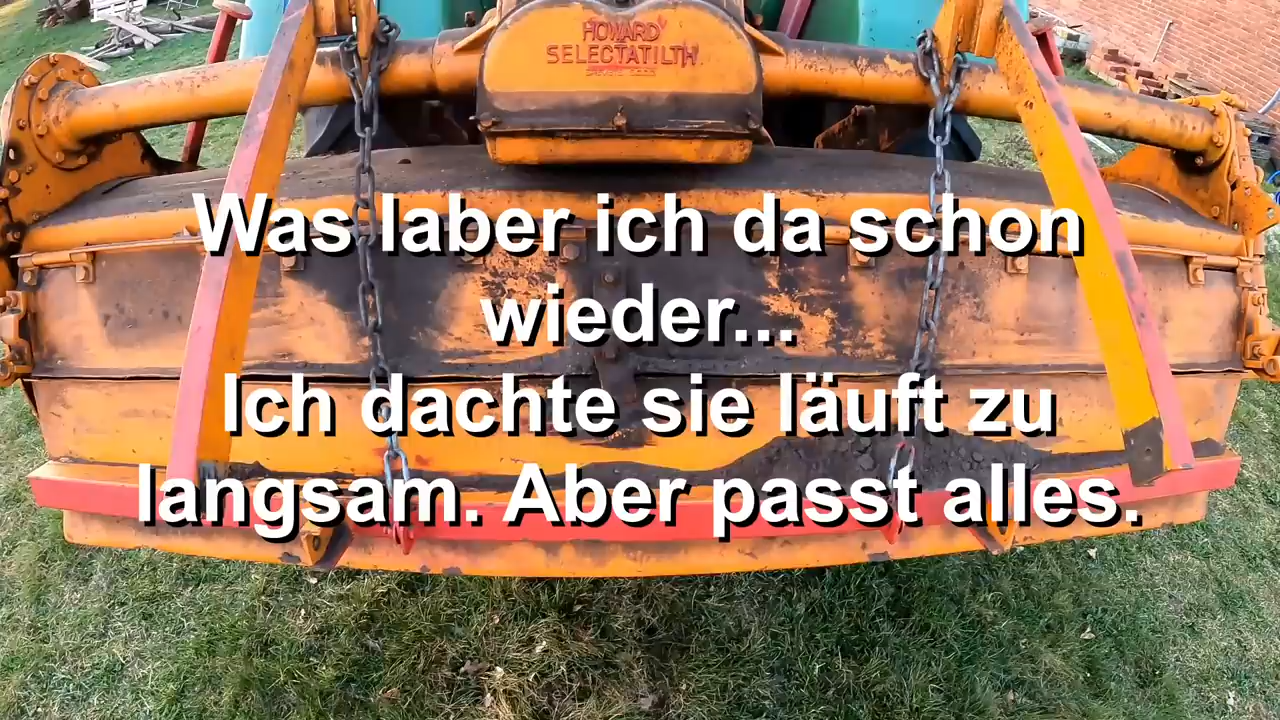 HOWARD
SELECTATILTH
Was laber ich da schon
wieder...
Ich dachte sie läuft zu
langsam. Aber passt alles.